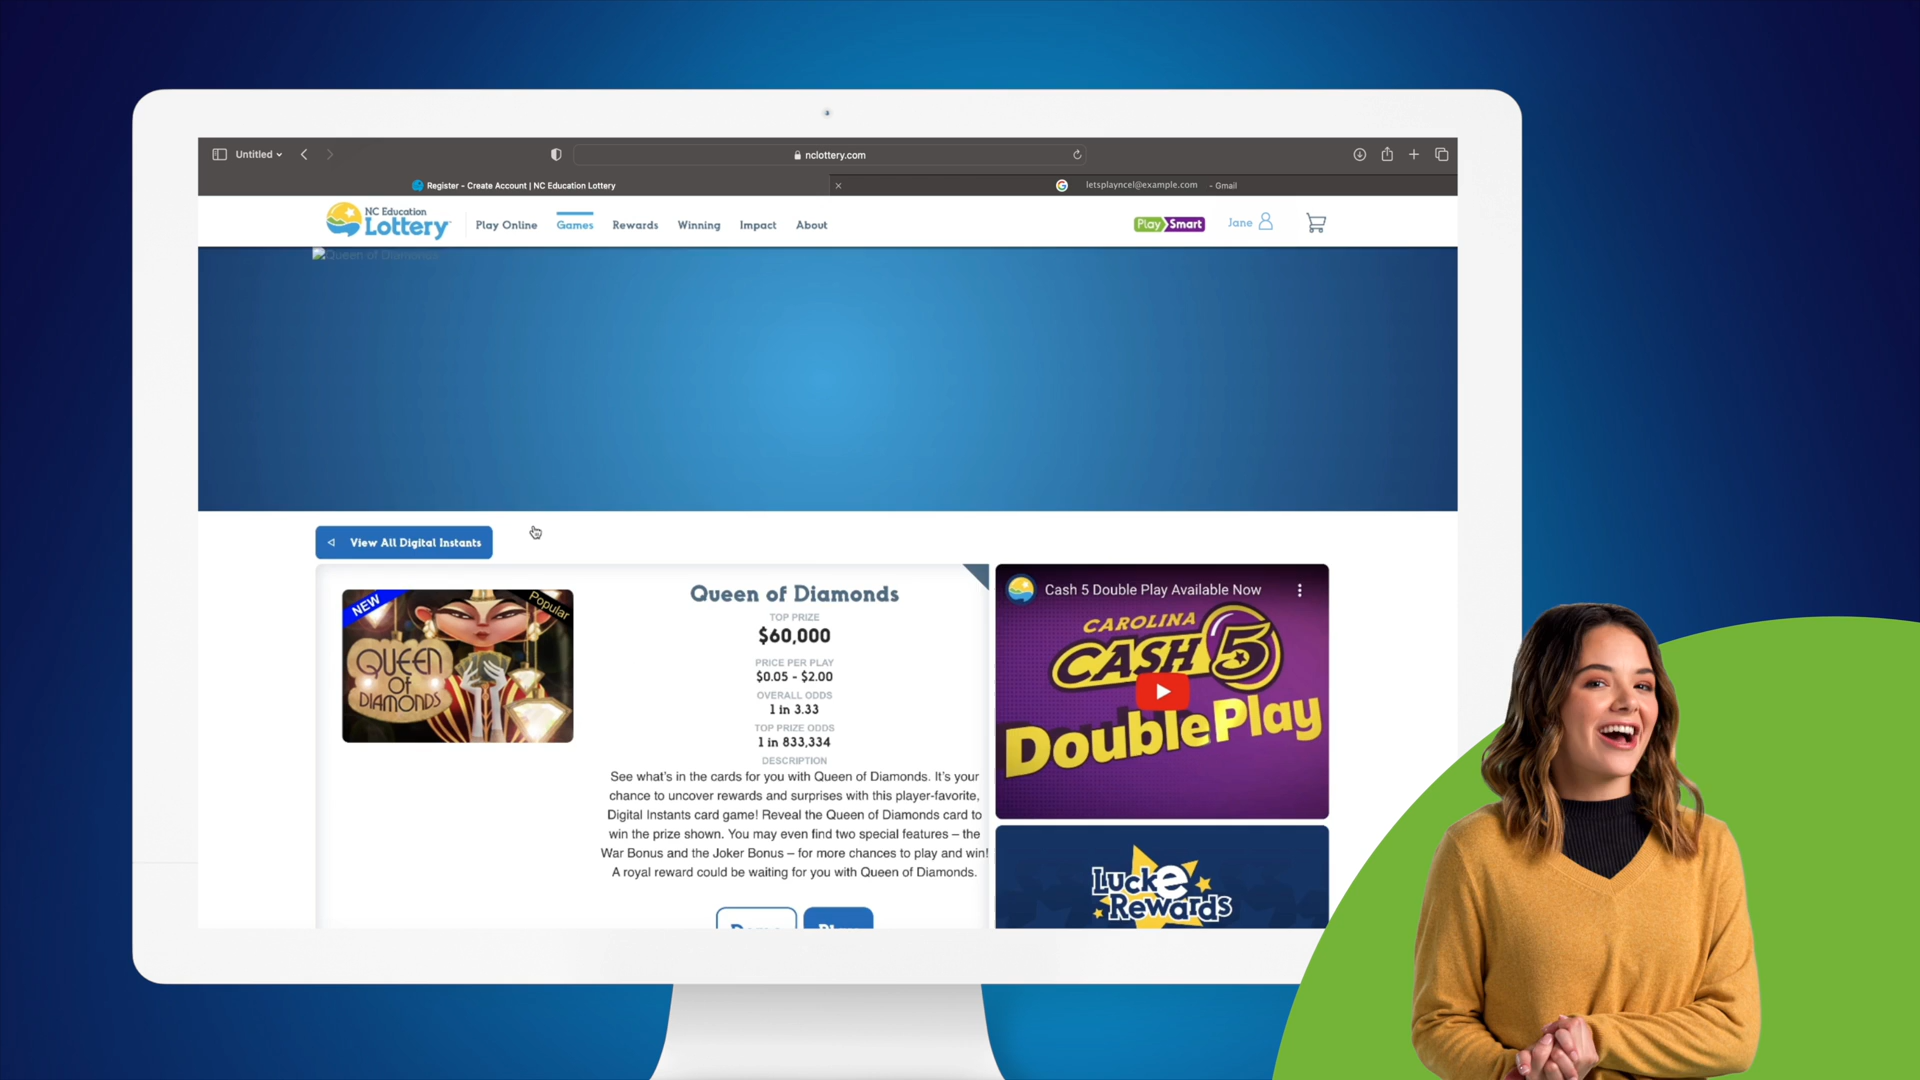 Untitled
nclottery.com
Register - Create Account | NC Education Lottery
letsplayncel@example.com - Gmail
NC Education
Lottery
Play Online
Games
Rewards
Winning
Impact
About
Play Smart
Jane
Queen of Diamonds
View All Digital Instants
NEW
Popular
QUEEN
OF
DIAMONDS
Queen of Diamonds
TOP PRIZE
$60,000
PRICE PER PLAY
$0.05 - $2.00
OVERALL ODDS
1 in 3.33
TOP PRIZE ODDS
1 in 833,334
DESCRIPTION
See what's in the cards for you with Queen of Diamonds. It's your
chance to uncover rewards and surprises with this player-favorite,
Digital Instants card game! Reveal the Queen of Diamonds card to
win the prize shown. You may even find two special features – the
War Bonus and the Joker Bonus – for more chances to play and win!
A royal reward could be waiting for you with Queen of Diamonds.
Cash 5 Double Play Available Now
CAROLINA
CASH 5
Double Play
LuckE
Rewards